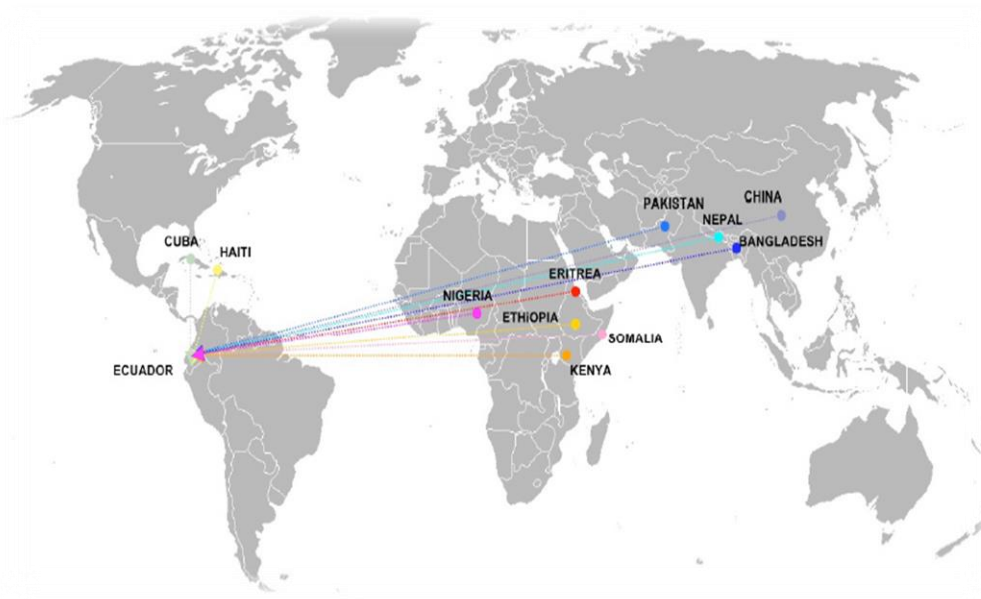 CHINA
PAKISTAN
NEPAL
CUBA
BANGLADESH
HAITI
ERITREA
NIGERIA
ETHiOPIA
SOMALIA
ECUADOR
KENYA